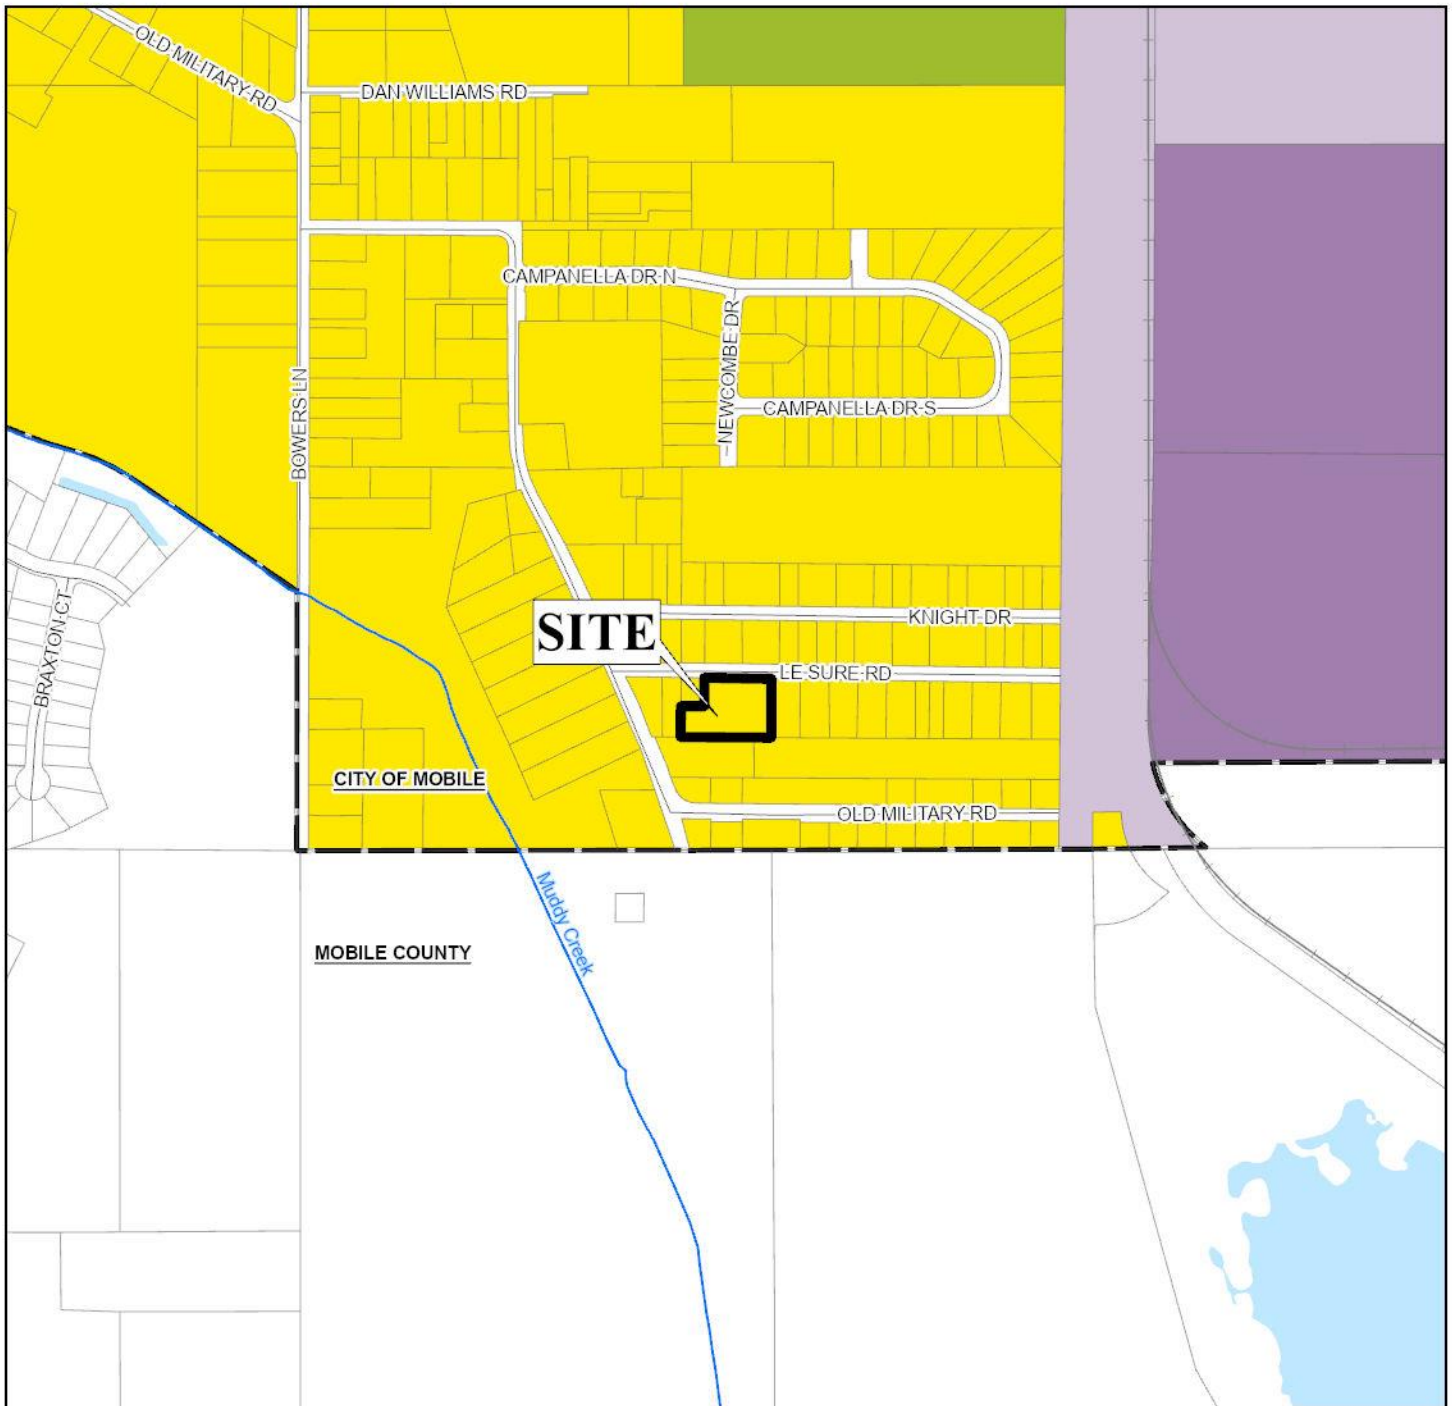 OLD MILITARY RD
DAN WILLIAMS RD
CAMPANELLA DR N
NEWCOMBE DR
BOWERS LN
CAMPANELLA DR S
KNIGHT DR
SITE
LE SURE RD
BRAXTON CT
CITY OF MOBILE
OLD MILITARY RD
Muddy Creek
MOBILE COUNTY